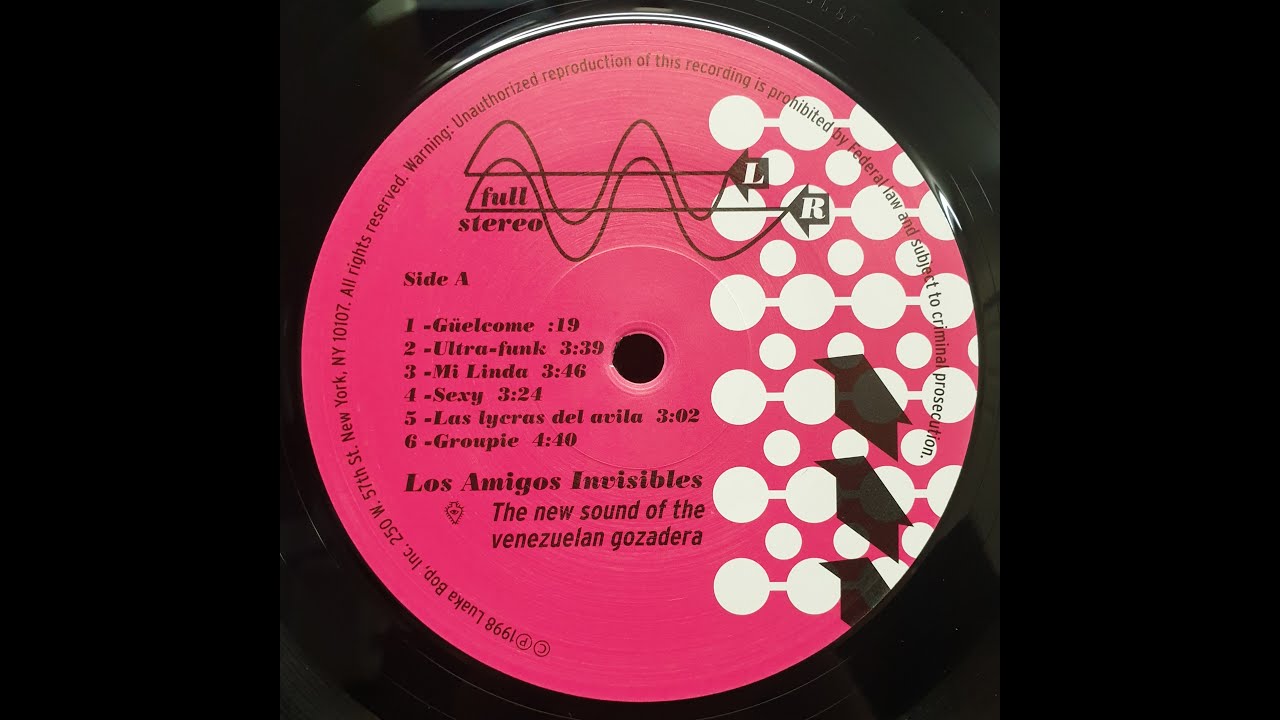 ©℗1998 Luaka Bop, Inc. 250 W. 57th St. New York, NY 10107. All rights reserved. Warning: Unauthorized reproduction of this recording is prohibited by Federal law and subject to criminal prosecution.
L
full
R
stereo
Side A
1 -Güelcome :19
2 -Ultra-funk 3:39
3 -Mi Linda 3:46
4 -Sexy 3:24
5 -Las lycras del avila 3:02
6 -Groupie 4:40
Los Amigos Invisibles
The new sound of the
venezuelan gozadera